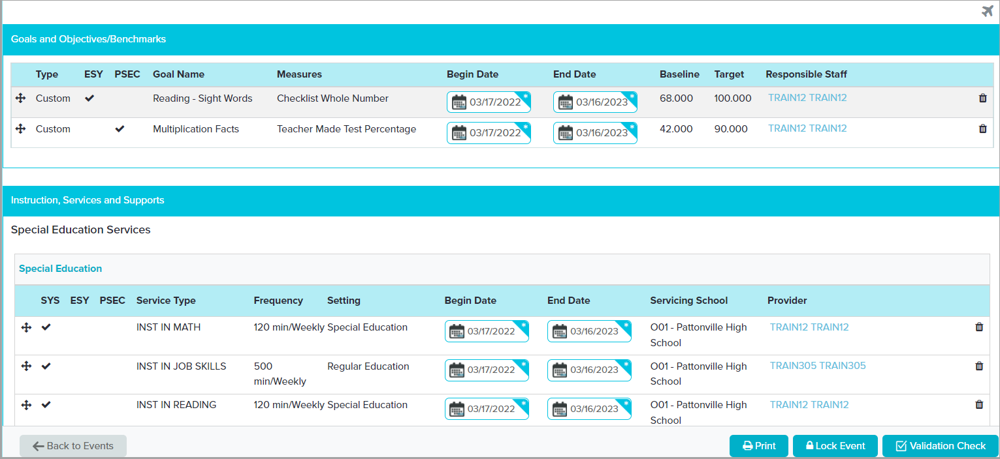 Goals and Objectives/Benchmarks
Type ESY PSEC Goal Name Measures Begin Date End Date Baseline Target Responsible Staff
Custom Reading - Sight Words Checklist Whole Number 03/17/2022 03/16/2023 68.000 100.000 TRAIN12 TRAIN12
Custom Multiplication Facts Teacher Made Test Percentage 03/17/2022 03/16/2023 42.000 90.000 TRAIN12 TRAIN12
Instruction, Services and Supports
Special Education Services
Special Education
SYS ESY PSEC Service Type Frequency Setting Begin Date End Date Servicing School Provider
INST IN MATH 120 min/Weekly Special Education 03/17/2022 03/16/2023 O01 - Pattonville High TRAIN12 TRAIN12
School
INST IN JOB SKILLS 500 Regular Education 03/17/2022 03/16/2023 O01 - Pattonville High TRAIN305 TRAIN305
min/Weekly School
INST IN READING 120 min/Weekly Special Education 03/17/2022 03/16/2023 O01 - Pattonville High TRAIN12 TRAIN12
School
Back to Events Print Lock Event Validation Check